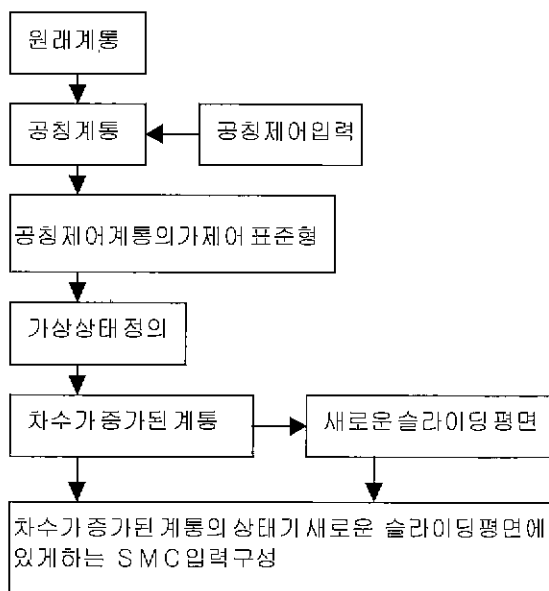 원래계통
공칭계통
공칭제어입력
공칭제어계통의가제어 표준형
가상상태 정의
차수가 증가된 계통
새로운 슬라이딩평면
차수가 증가된 계통의 상태기 새로운 슬라이딩평면에
있게하는 SMC입력구성